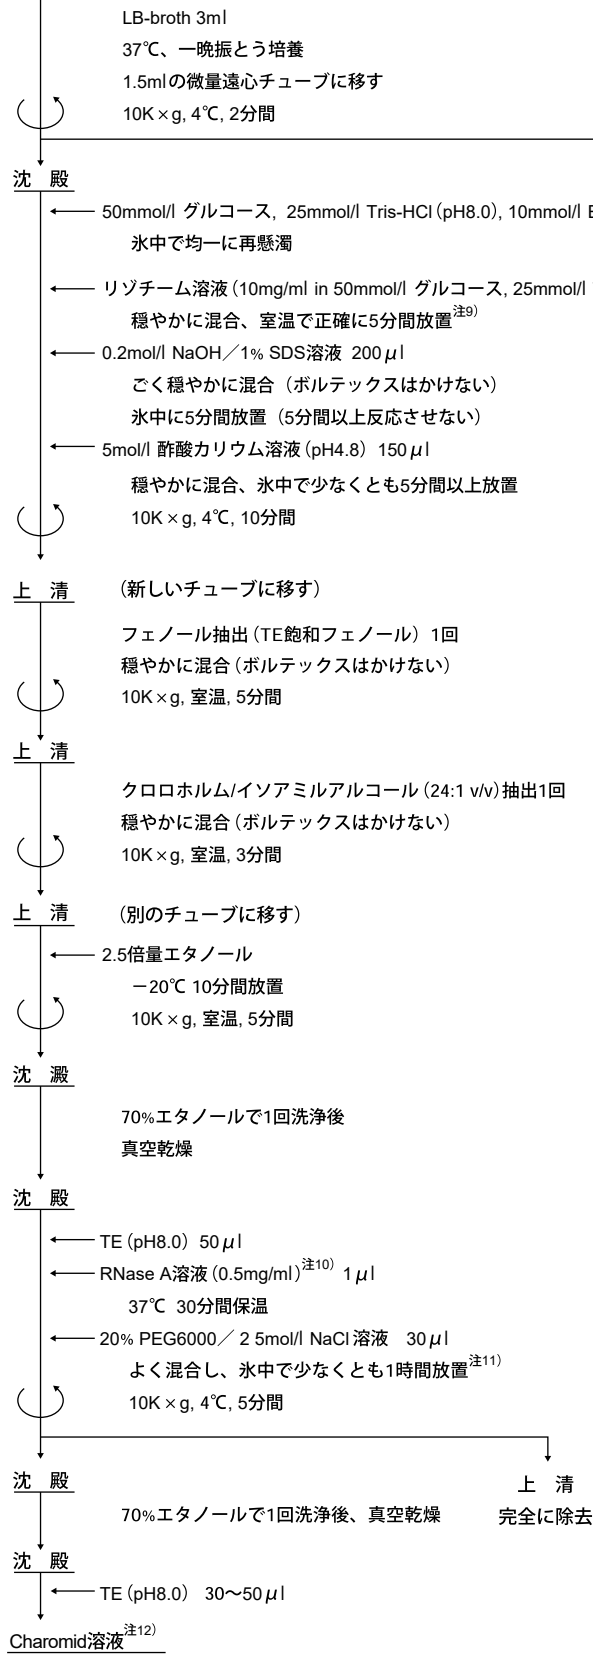 LB-broth 3ml
37℃、一晩振とう培養
1.5mlの微量遠心チューブに移す
10K×g, 4℃, 2分間
沈 殿
50mmol/l グルコース, 25mmol/l Tris-HCl(pH8.0), 10mmol/l
氷中で均一に再懸濁
リゾチーム溶液(10mg/ml in 50mmol/l グルコース, 25mmol/l
穏やかに混合、室温で正確に5分間放置注9)
0.2mol/l NaOH／1% SDS溶液 200μl
ごく穏やかに混合（ボルテックスはかけない）
氷中に5分間放置（5分間以上反応させない）
5mol/l 酢酸カリウム溶液(pH4.8) 150μl
穏やかに混合、氷中で少なくとも5分間以上放置
10K×g, 4℃, 10分間
上 清 （新しいチューブに移す）
フェノール抽出(TE飽和フェノール) 1回
穏やかに混合(ボルテックスはかけない)
10K×g, 室温, 5分間
上 清
クロロホルム/イソアミルアルコール(24:1 v/v)抽出1回
穏やかに混合(ボルテックスはかけない)
10K×g, 室温, 3分間
上 清 （別のチューブに移す）
2.5倍量エタノール
－20℃ 10分間放置
10K×g, 室温, 5分間
沈 澱
70%エタノールで1回洗浄後
真空乾燥
沈 殿
TE(pH8.0) 50μl
RNase A溶液(0.5mg/ml)注10) 1μl
37℃ 30分間保温
20% PEG6000／ 2 5mol/l NaCl 溶液 30μl
よく混合し、氷中で少なくとも1時間放置注11)
10K×g, 4℃, 5分間
沈 殿
上 清
70%エタノールで1回洗浄後、真空乾燥
完全に除去
沈 殿
TE(pH8.0) 30～50μl
Charomid溶液注12)